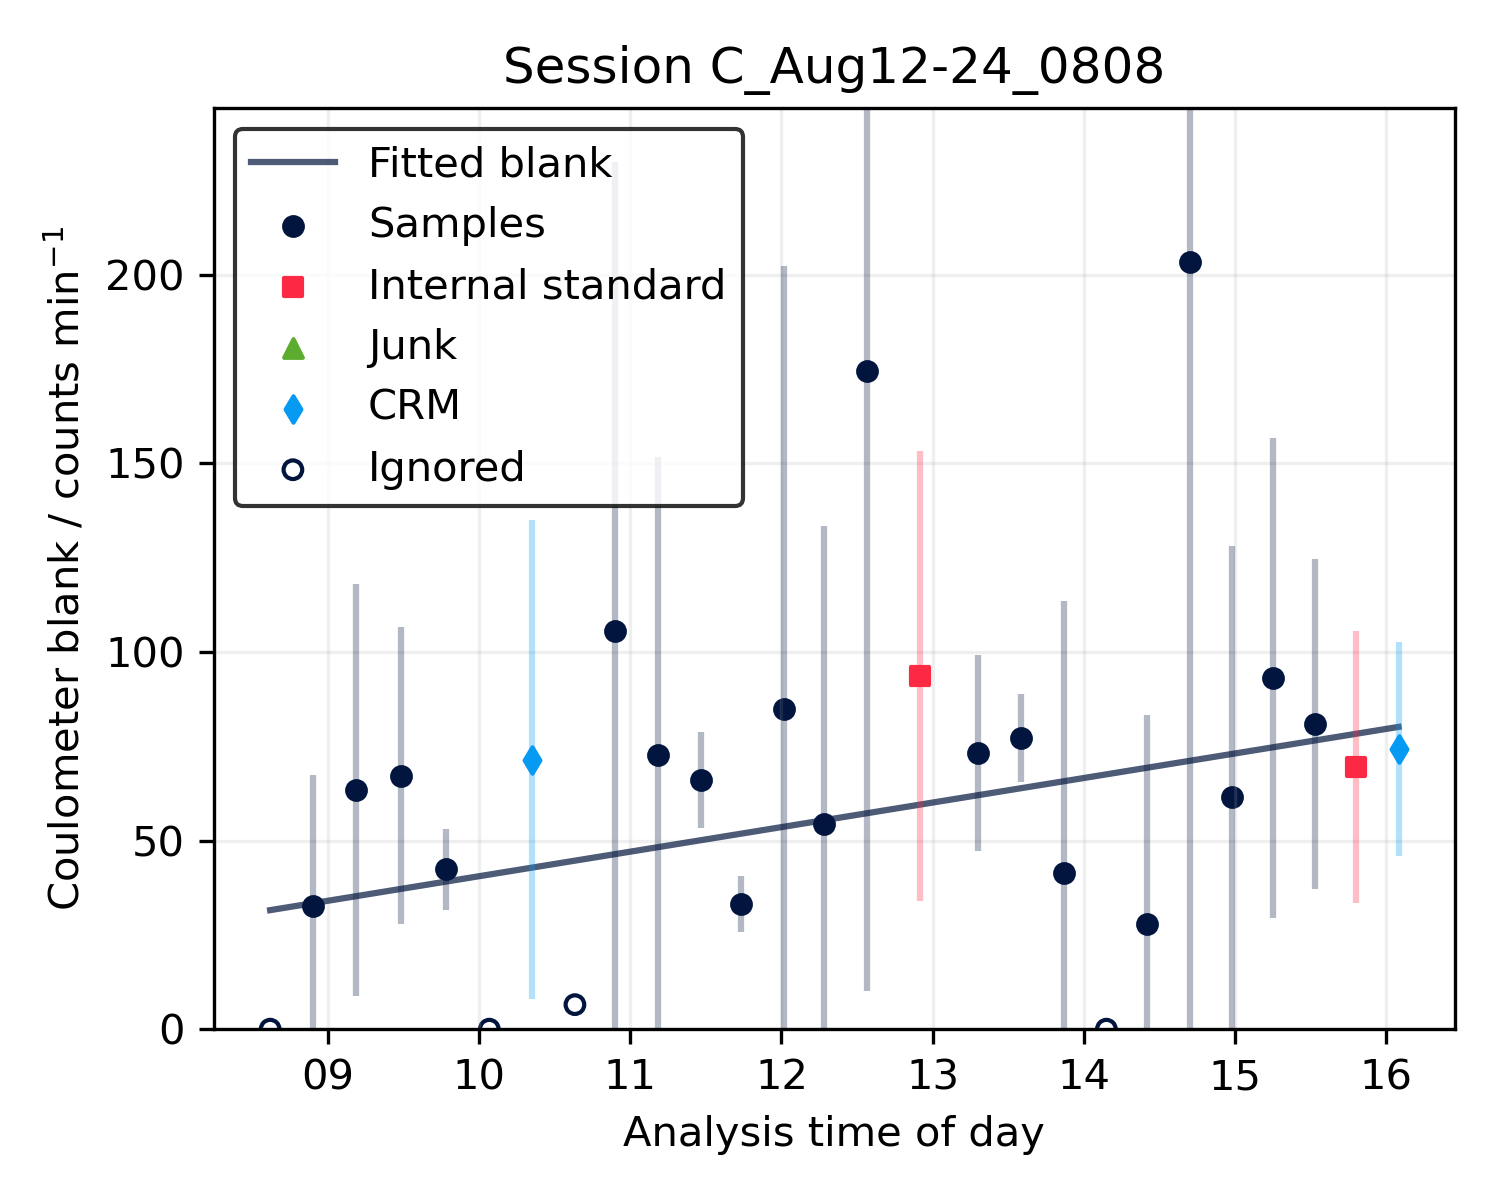 Session C_Aug12-24_0808
Fitted blank
Samples
Internal standard
Junk
CRM
Ignored
Coulometer blank / counts min⁻¹
200
150
100
50
0
09 10 11 12 13 14 15 16
Analysis time of day